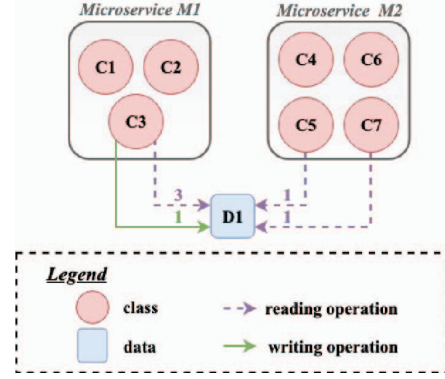 Microservice M1
Microservice M2
C1
C2
C3
C4
C6
C5
C7
3
1
1
1
D1
Legend
class
reading operation
data
writing operation